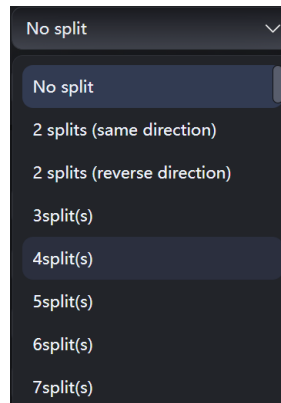 No split
No split
2 splits (same direction)
2 splits (reverse direction)
3split(s)
4split(s)
5split(s)
6split(s)
7split(s)